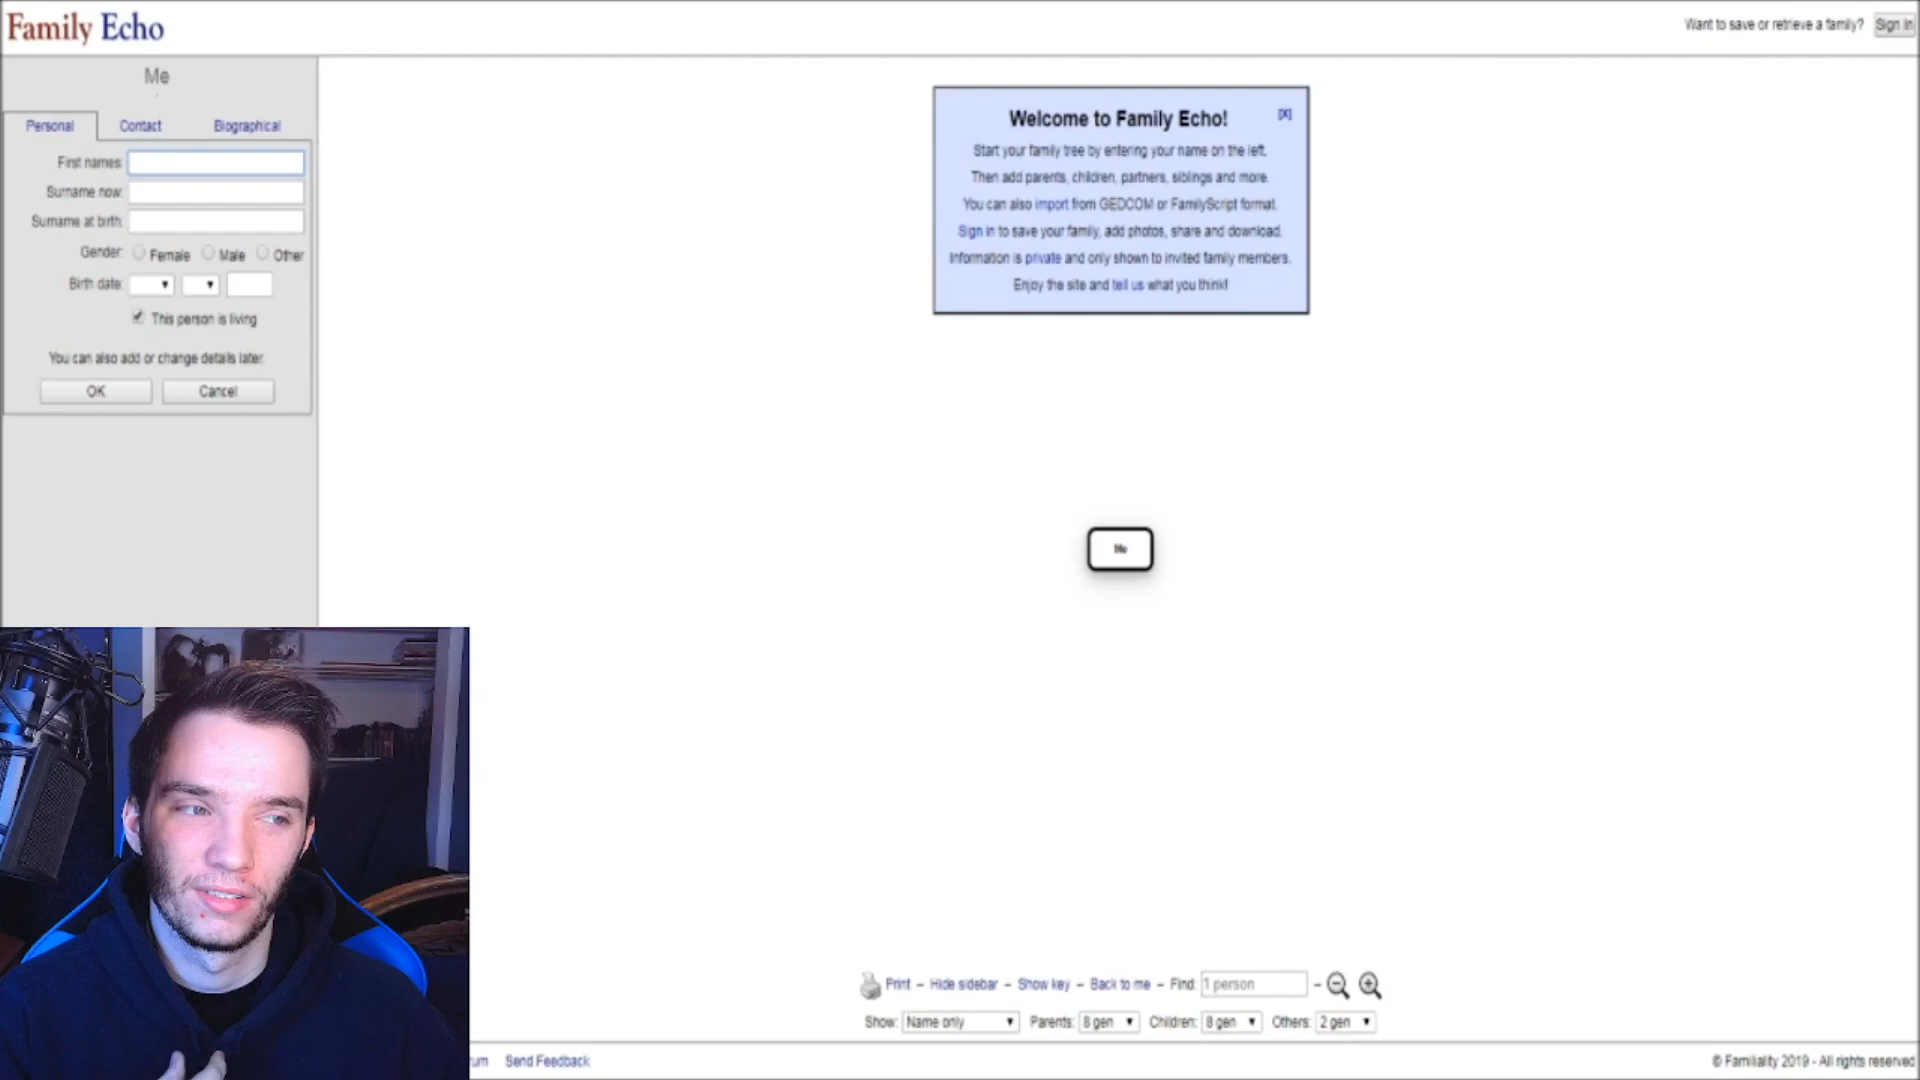 Family Echo
Want to save or retrieve a family? Sign In
Me
Personal Contact Biographical
First names:
Surname now:
Surname at birth:
Gender: Female Male Other
Birth date:
This person is living
You can also add or change details later.
OK Cancel
Welcome to Family Echo! [X]
Start your family tree by entering your name on the left.
Then add parents, children, partners, siblings and more.
You can also import from GEDCOM or FamilyScript format.
Sign in to save your family, add photos, share and download.
Information is private and only shown to invited family members.
Enjoy the site and tell us what you think!
Me
Print – Hide sidebar – Show key – Back to me – Find: 1 person –
Show: Name only Parents: 8 gen Children: 8 gen Others: 2 gen
rum Send Feedback
© Familiality 2019 - All rights reserved